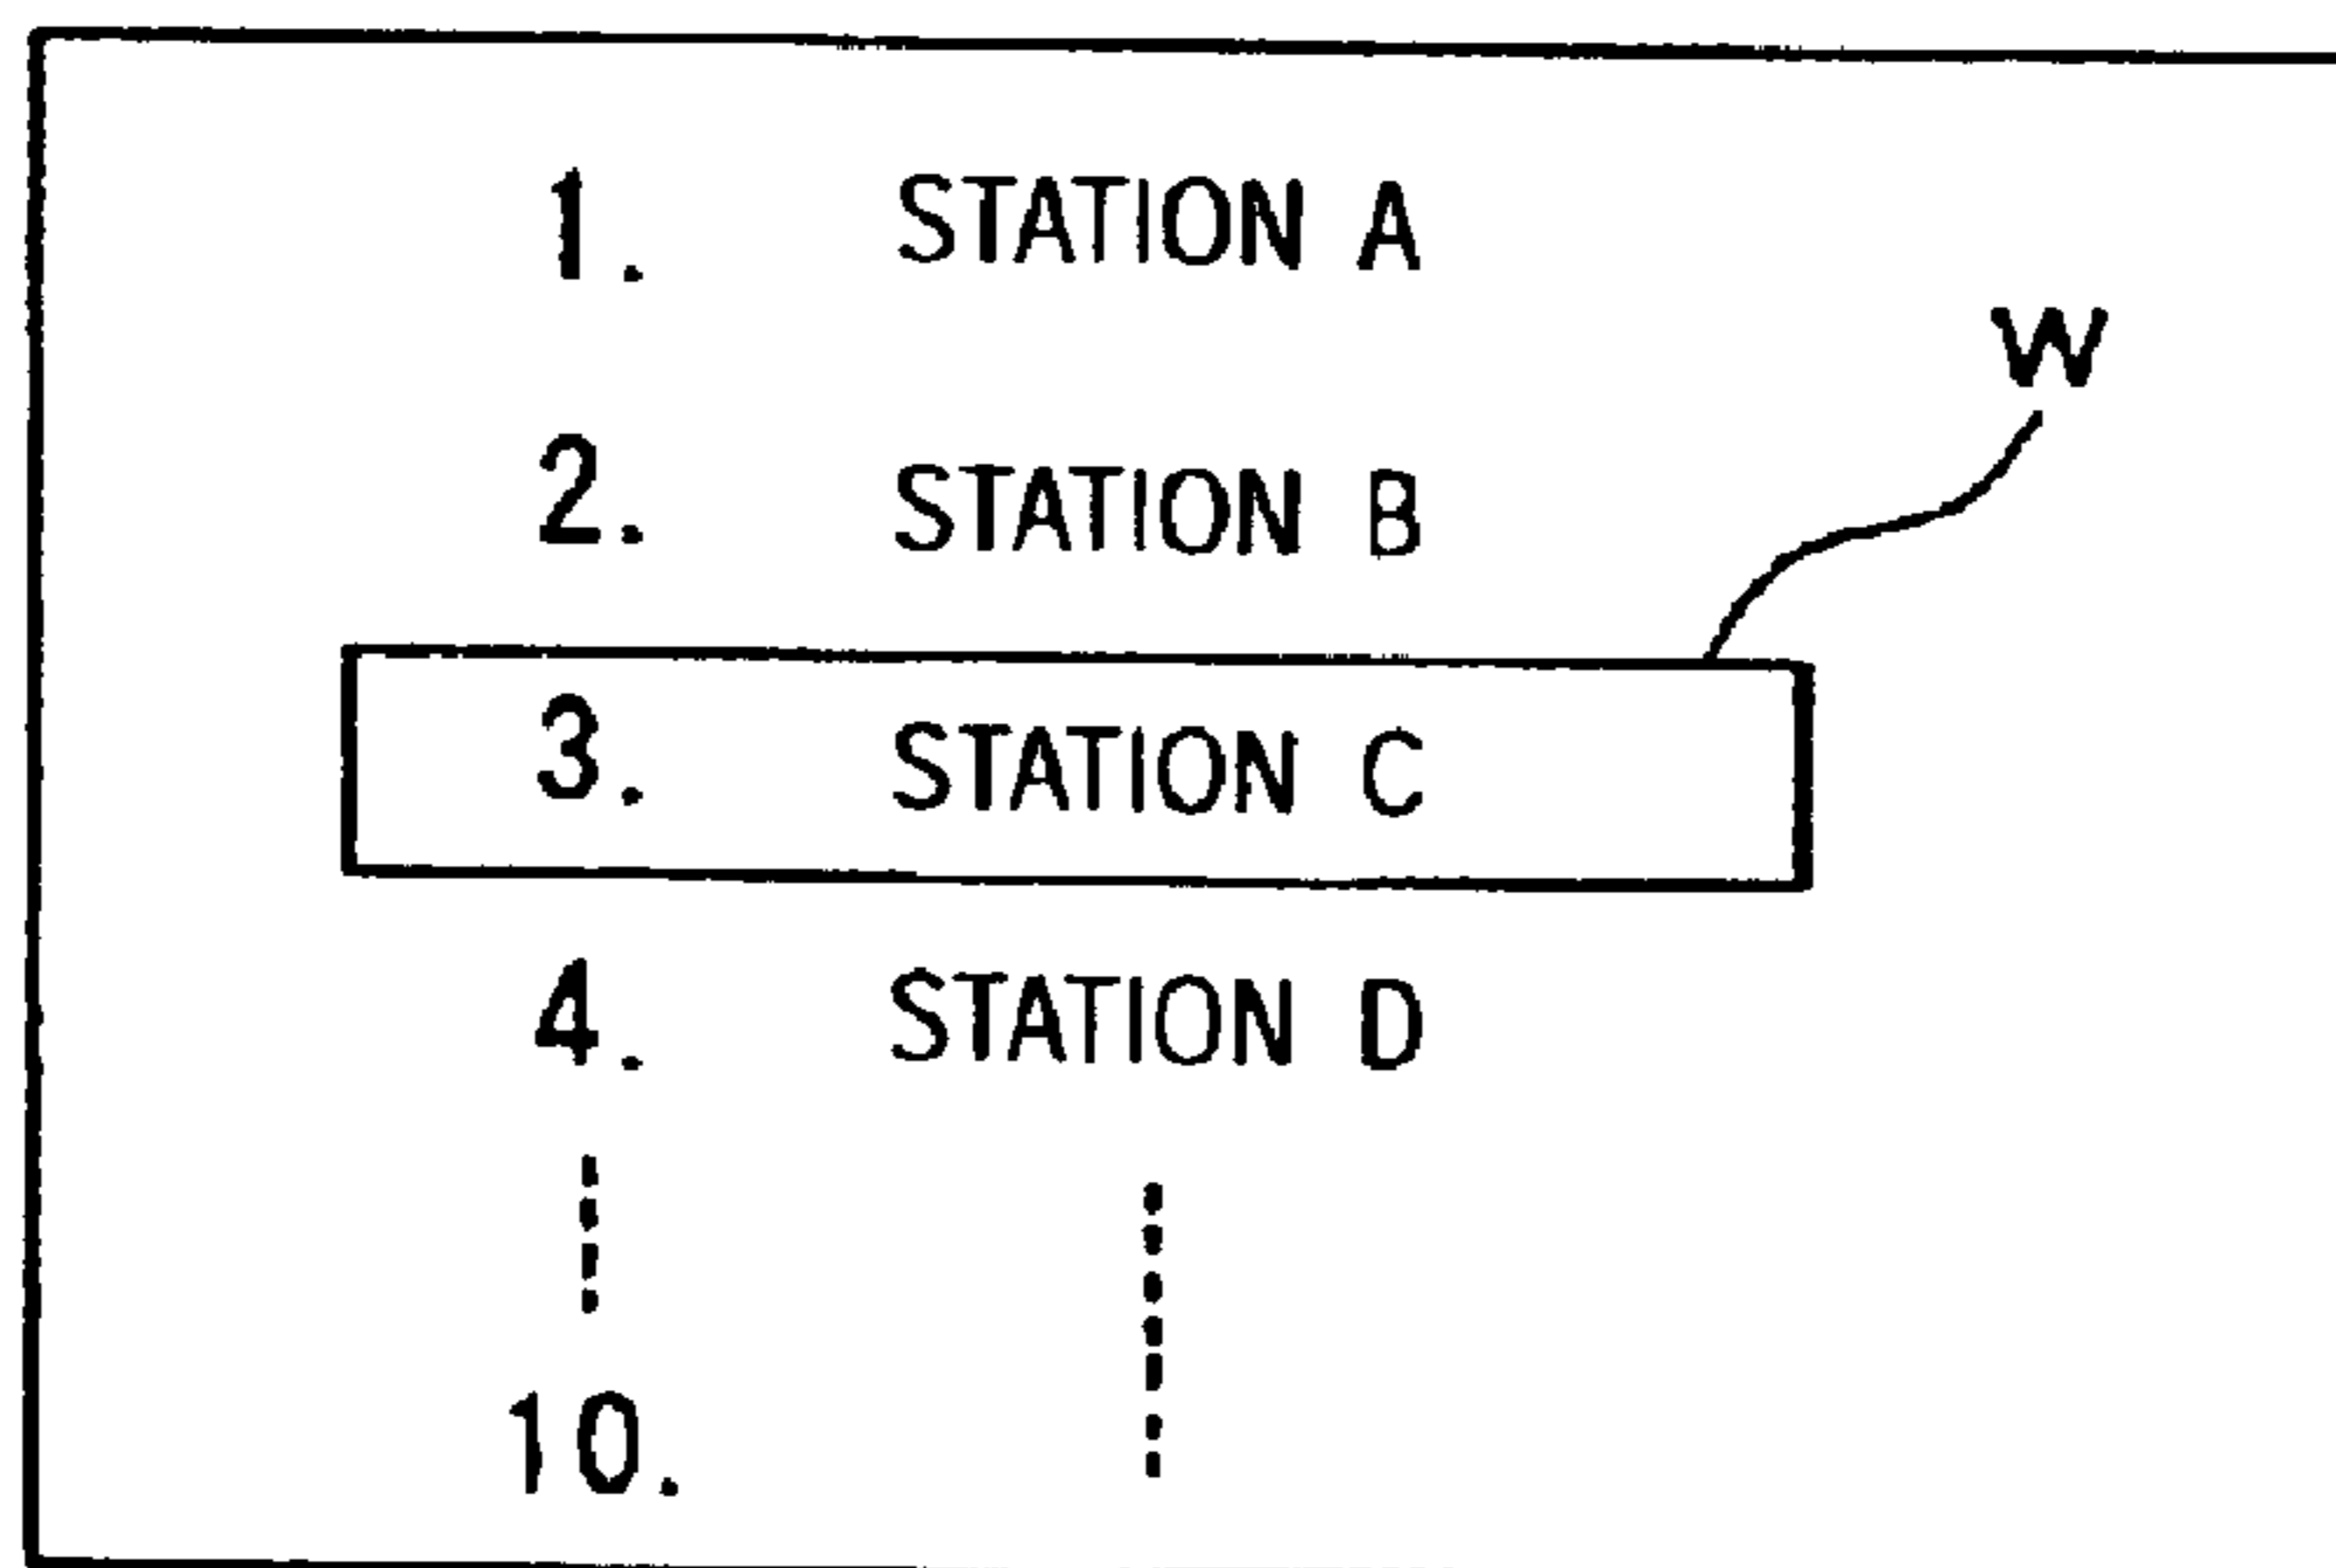 1. STATION A
W
2. STATION B
3. STATION C
4. STATION D
10.